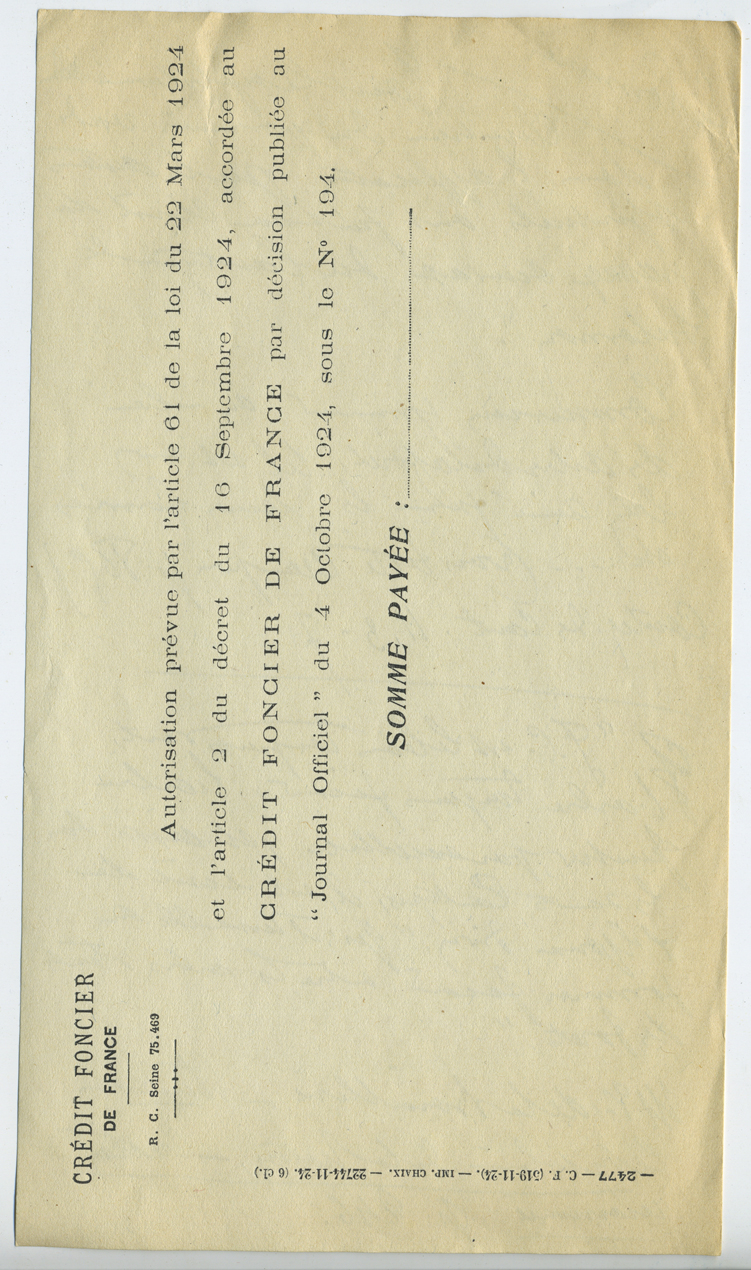 CRÉDIT FONCIER
DE FRANCE
R. C. Seine 75.469
Autorisation prévue par l'article 61 de la loi du 22 Mars 1924
et l'article 2 du décret du 16 Septembre 1924, accordée au
CRÉDIT FONCIER DE FRANCE par décision publiée au
“ Journal Officiel ” du 4 Octobre 1924, sous le N° 194.
SOMME PAYÉE :
— 2477 — C. F. (519-11-24). — IMP. CHAIX. — 22744-11-24. (6 cl.)